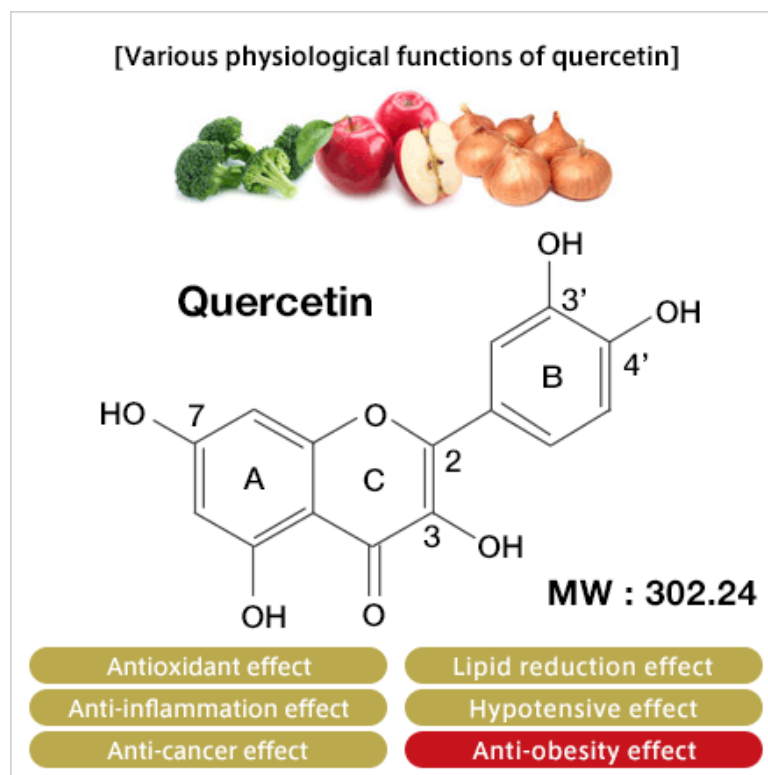 [Various physiological functions of quercetin]
Quercetin
OH
3’
OH
4’
B
HO
7
O
2
A
C
3
OH
OH
O
MW : 302.24
Antioxidant effect
Lipid reduction effect
Anti-inflammation effect
Hypotensive effect
Anti-cancer effect
Anti-obesity effect